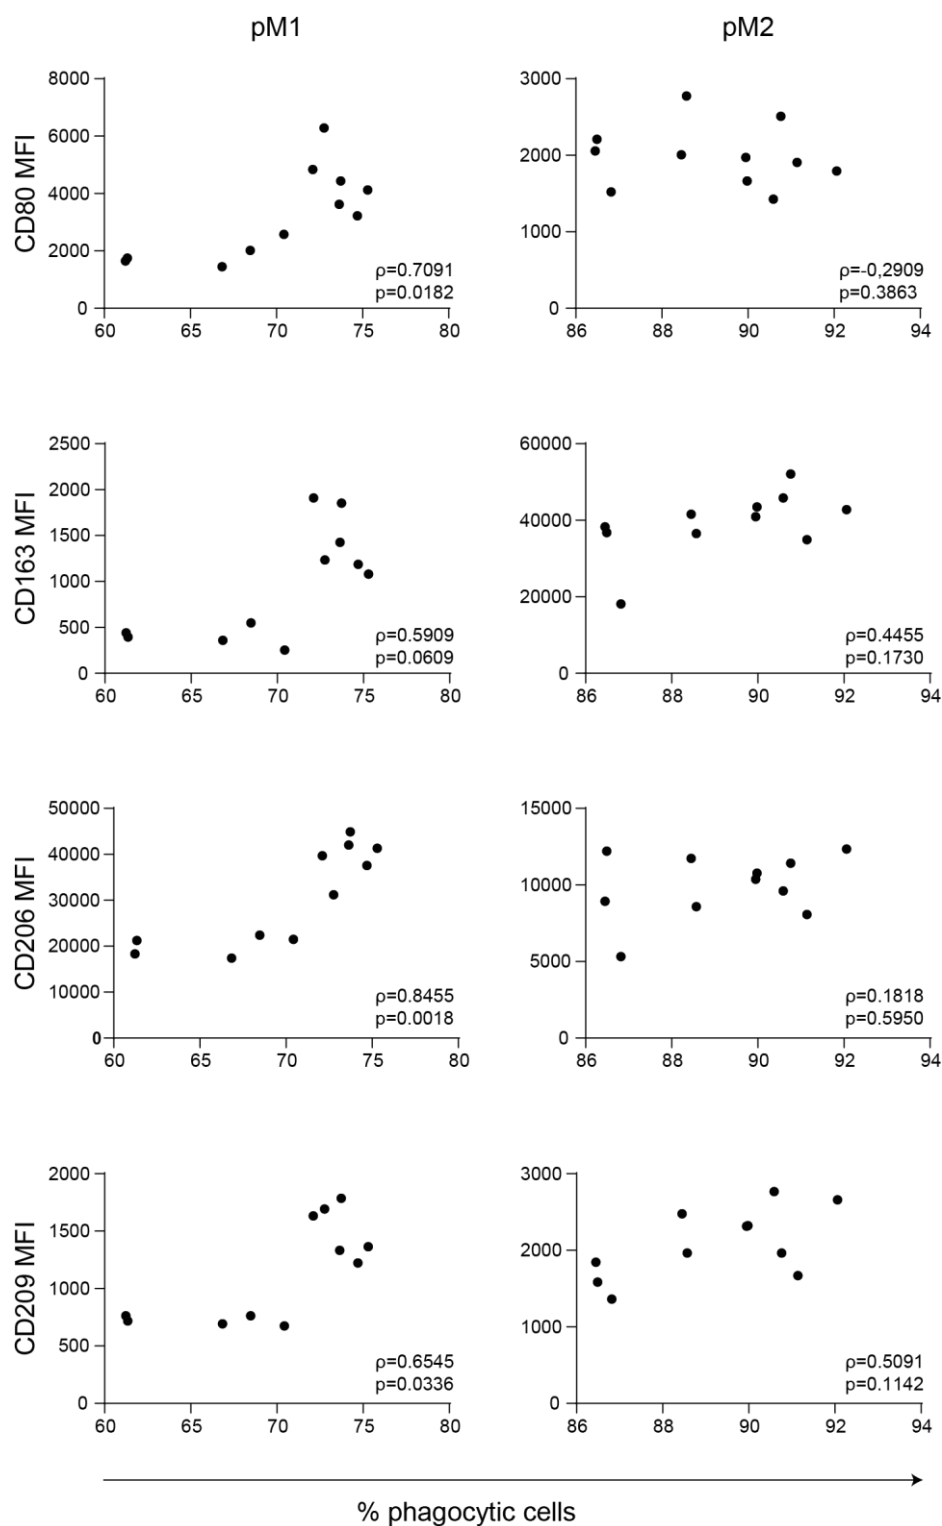 pM1
pM2
CD80 MFI
8000
6000
4000
2000
0
60 65 70 75 80
ρ=0.7091
p=0.0182
3000
2000
1000
0
86 88 90 92 94
ρ=-0,2909
p=0.3863
CD163 MFI
2500
2000
1500
1000
500
0
60 65 70 75 80
ρ=0.5909
p=0.0609
60000
40000
20000
0
86 88 90 92 94
ρ=0.4455
p=0.1730
CD206 MFI
50000
40000
30000
20000
10000
0
60 65 70 75 80
ρ=0.8455
p=0.0018
15000
10000
5000
0
86 88 90 92 94
ρ=0.1818
p=0.5950
CD209 MFI
2000
1500
1000
500
0
60 65 70 75 80
ρ=0.6545
p=0.0336
3000
2000
1000
0
86 88 90 92 94
ρ=0.5091
p=0.1142
% phagocytic cells